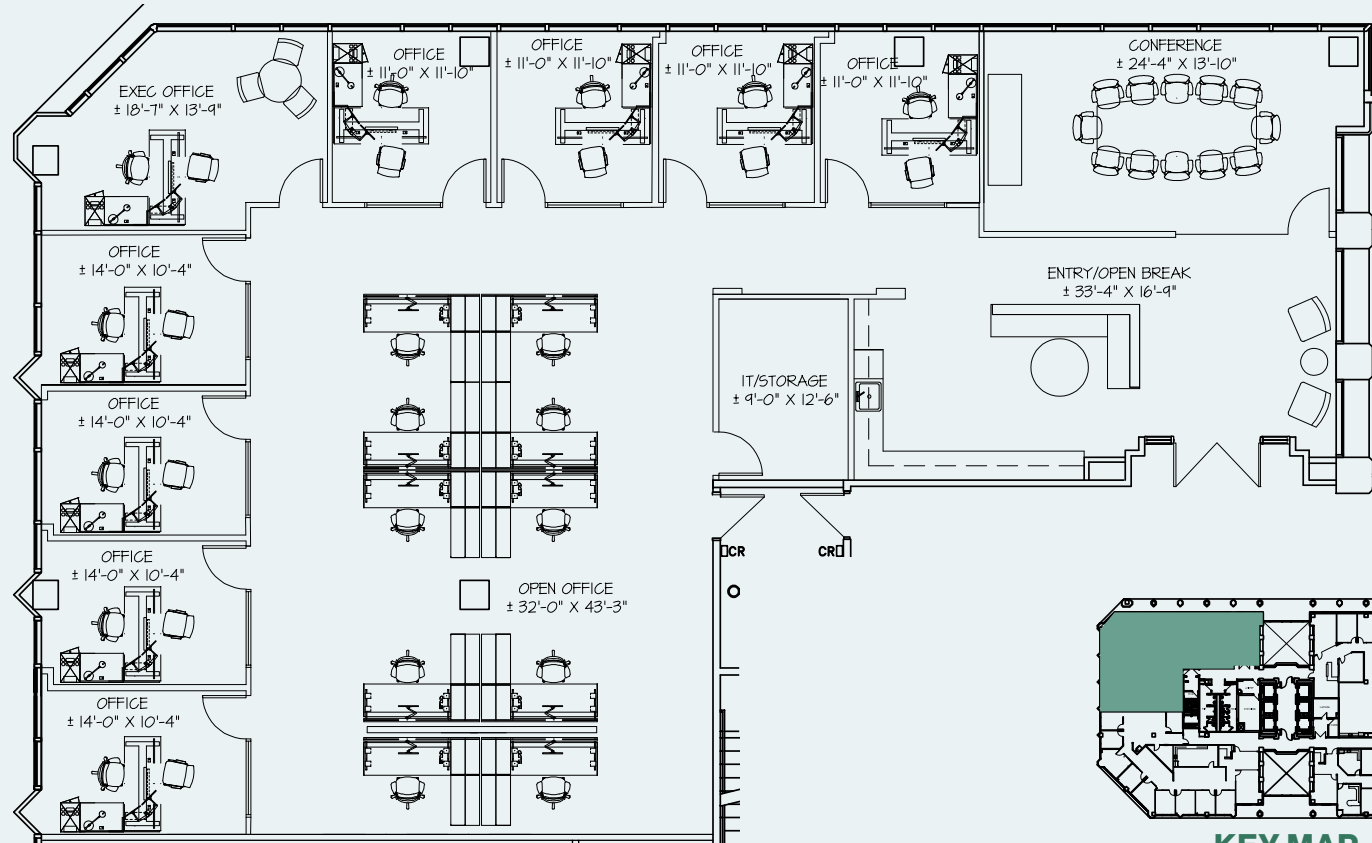 OFFICE
± 11'-0" X 11'-10"
OFFICE
± 11'-0" X 11'-10"
OFFICE
± 11'-0" X 11'-10"
OFFICE
± 11'-0" X 11'-10"
CONFERENCE
± 24'-4" X 13'-10"
EXEC OFFICE
± 18'-7" X 13'-9"
OFFICE
± 14'-0" X 10'-4"
ENTRY/OPEN BREAK
± 33'-4" X 16'-9"
IT/STORAGE
± 9'-0" X 12'-6"
OFFICE
± 14'-0" X 10'-4"
CR
CR
OFFICE
± 14'-0" X 10'-4"
OPEN OFFICE
± 32'-0" X 43'-3"
OFFICE
± 14'-0" X 10'-4"
KEY MAP